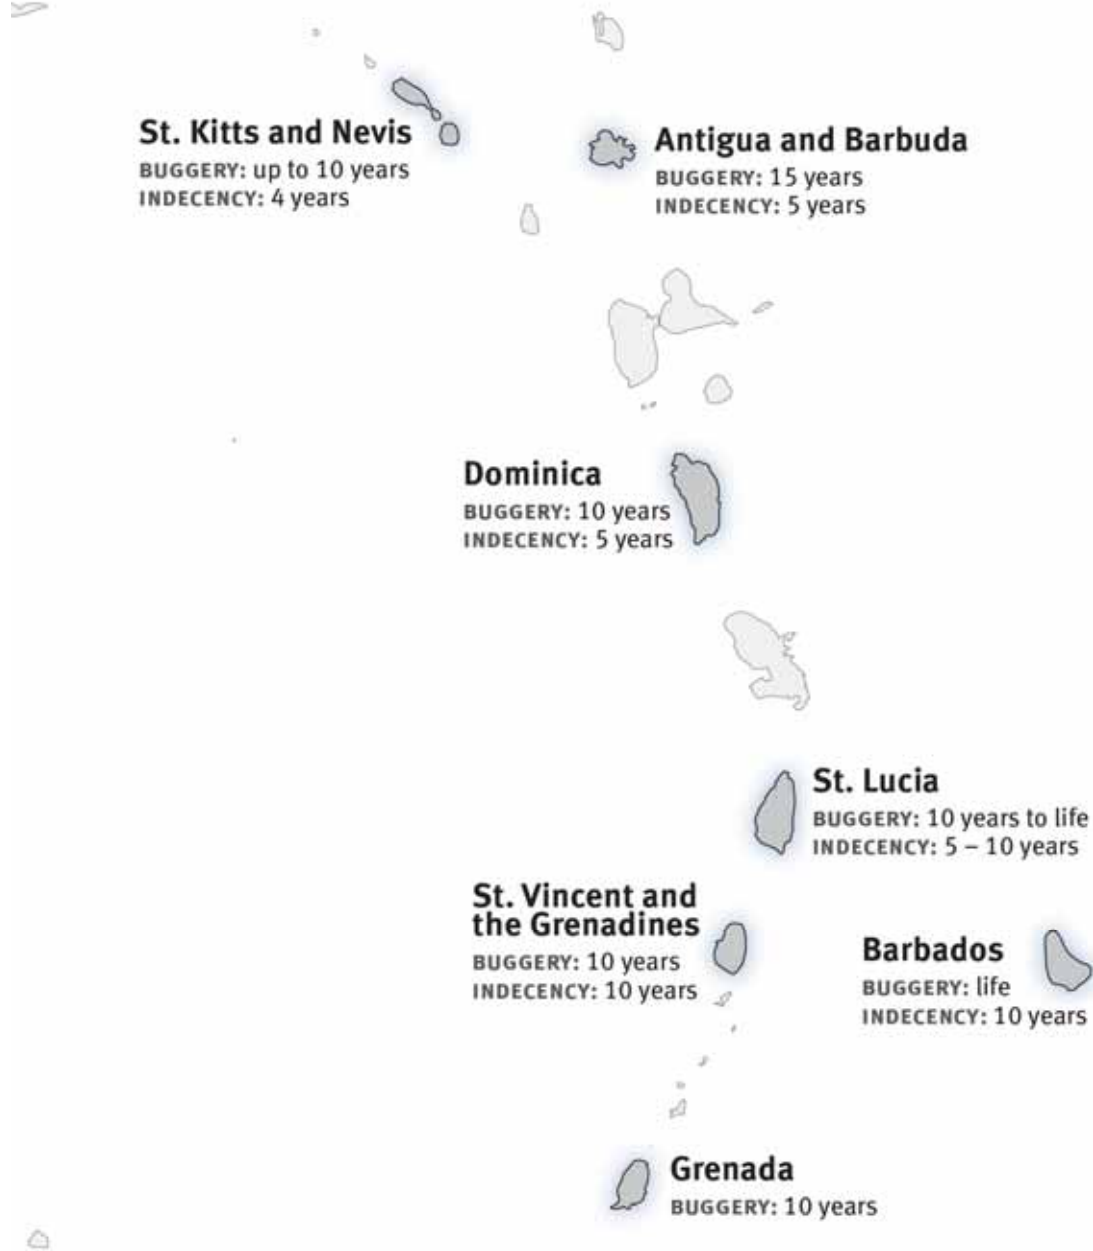 St. Kitts and Nevis
BUGGERY: up to 10 years
INDECENCY: 4 years
Antigua and Barbuda
BUGGERY: 15 years
INDECENCY: 5 years
Dominica
BUGGERY: 10 years
INDECENCY: 5 years
St. Lucia
BUGGERY: 10 years to life
INDECENCY: 5 – 10 years
St. Vincent and
the Grenadines
BUGGERY: 10 years
INDECENCY: 10 years
Barbados
BUGGERY: life
INDECENCY: 10 years
Grenada
BUGGERY: 10 years